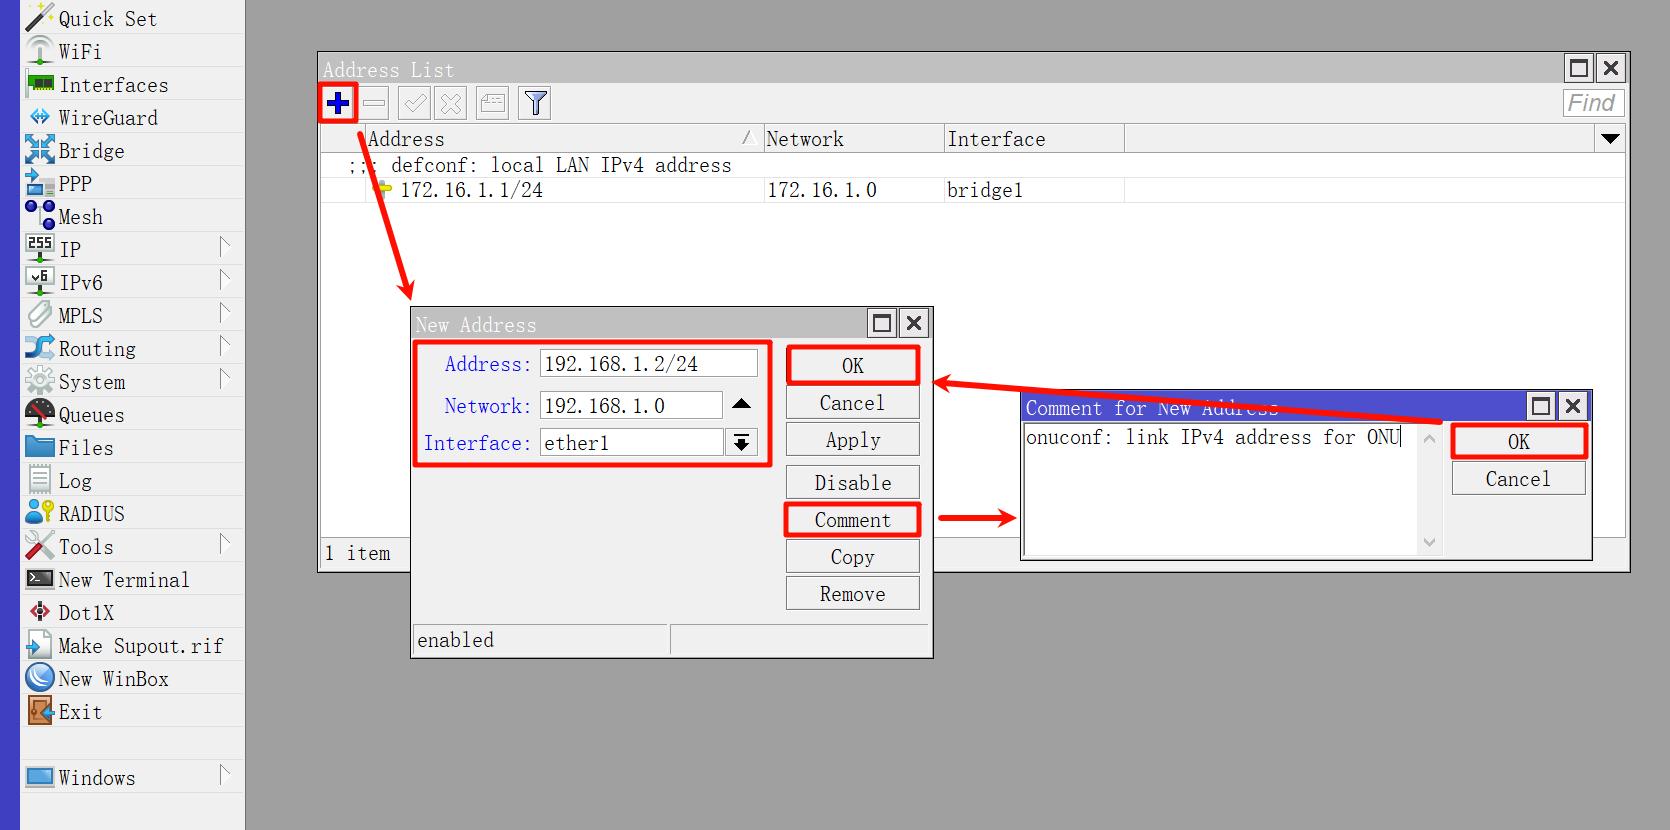 Quick Set
WiFi
Interfaces
WireGuard
Bridge
PPP
Mesh
255 IP
v6 IPv6
MPLS
Routing
System
Queues
Files
Log
RADIUS
Tools
New Terminal
Dot1X
Make Supout.rif
New WinBox
Exit
Windows
Address List
Find
Address Network Interface
;;; defconf: local LAN IPv4 address
172.16.1.1/24 172.16.1.0 bridge1
1 item
New Address
Address: 192.168.1.2/24
Network: 192.168.1.0
Interface: ether1
OK
Cancel
Apply
Disable
Comment
Copy
Remove
enabled
Comment for New Address
onuconf: link IPv4 address for ONU
OK
Cancel